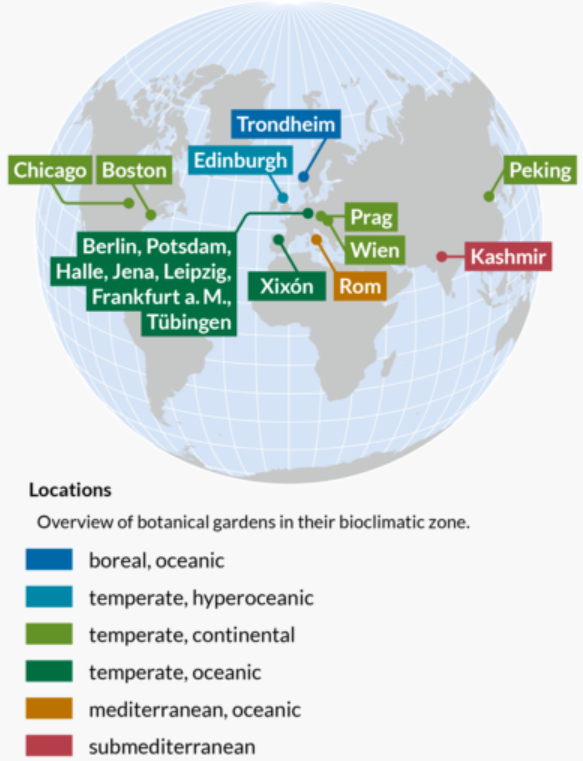 Trondheim
Edinburgh
Chicago
Boston
Peking
Prag
Berlin, Potsdam,
Halle, Jena, Leipzig,
Frankfurt a. M.,
Tübingen
Wien
Kashmir
Xixón
Rom
Locations
Overview of botanical gardens in their bioclimatic zone.
boreal, oceanic
temperate, hyperoceanic
temperate, continental
temperate, oceanic
mediterranean, oceanic
submediterranean